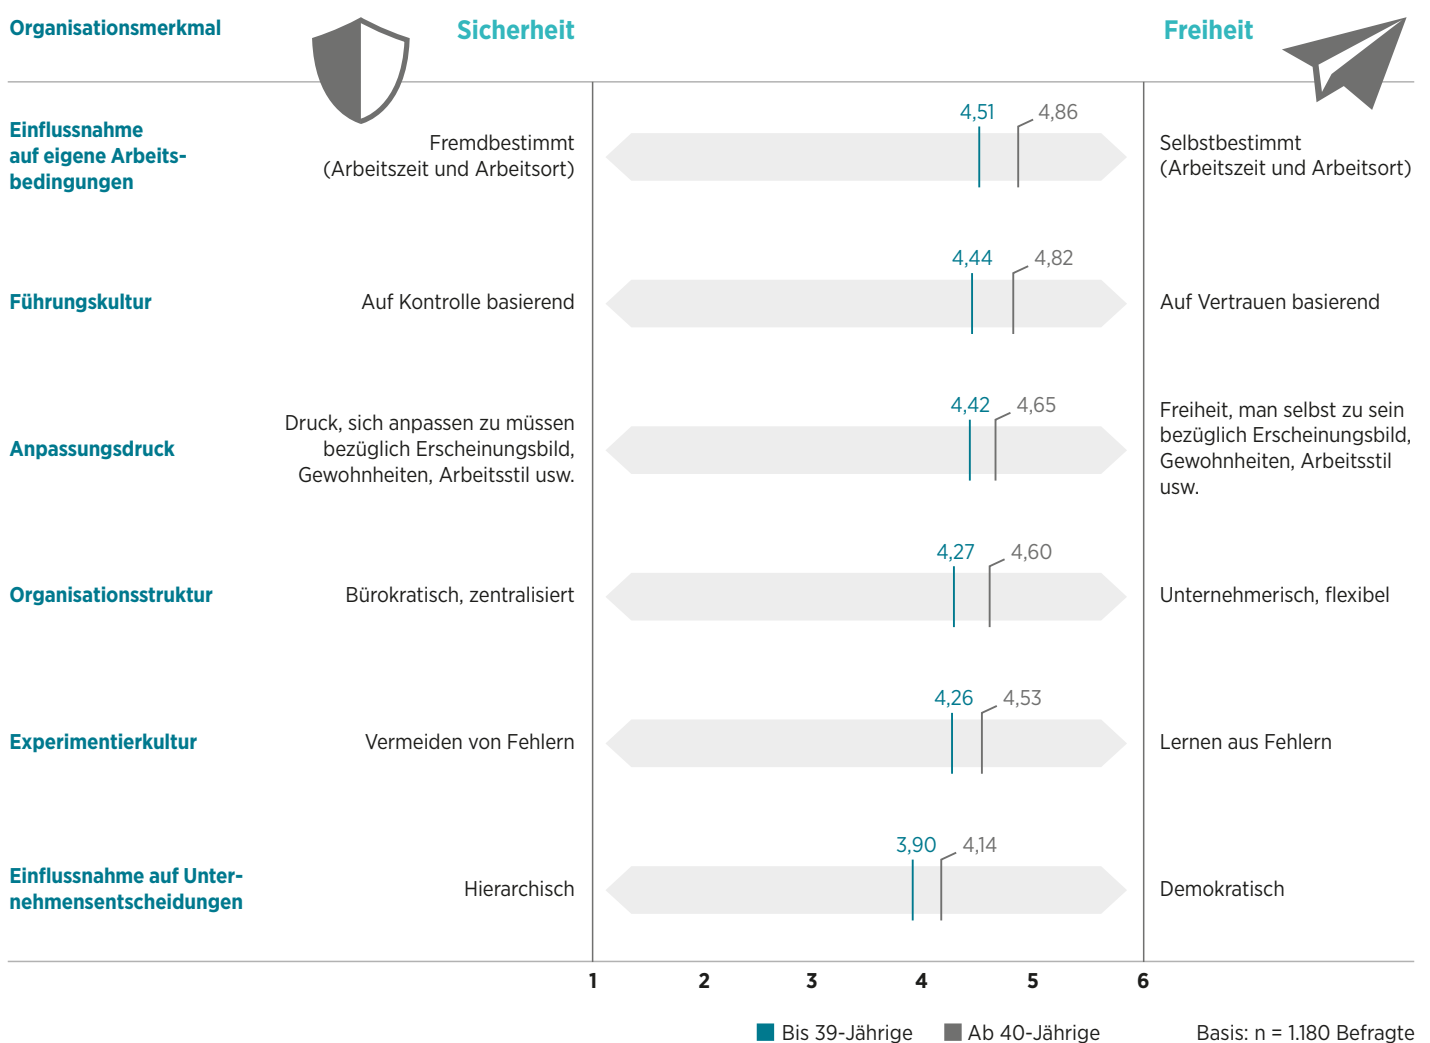 Organisationsmerkmal
Sicherheit
Freiheit
Einflussnahme
auf eigene Arbeits-
bedingungen
Fremdbestimmt
(Arbeitszeit und Arbeitsort)
4,51
4,86
Selbstbestimmt
(Arbeitszeit und Arbeitsort)
Führungskultur
Auf Kontrolle basierend
4,44
4,82
Auf Vertrauen basierend
Anpassungsdruck
Druck, sich anpassen zu müssen
bezüglich Erscheinungsbild,
Gewohnheiten, Arbeitsstil usw.
4,42
4,65
Freiheit, man selbst zu sein
bezüglich Erscheinungsbild,
Gewohnheiten, Arbeitsstil
usw.
Organisationsstruktur
Bürokratisch, zentralisiert
4,27
4,60
Unternehmerisch, flexibel
Experimentierkultur
Vermeiden von Fehlern
4,26
4,53
Lernen aus Fehlern
Einflussnahme auf Unter-
nehmensentscheidungen
Hierarchisch
3,90
4,14
Demokratisch
1 2 3 4 5 6
Bis 39-Jährige
Ab 40-Jährige
Basis: n = 1.180 Befragte